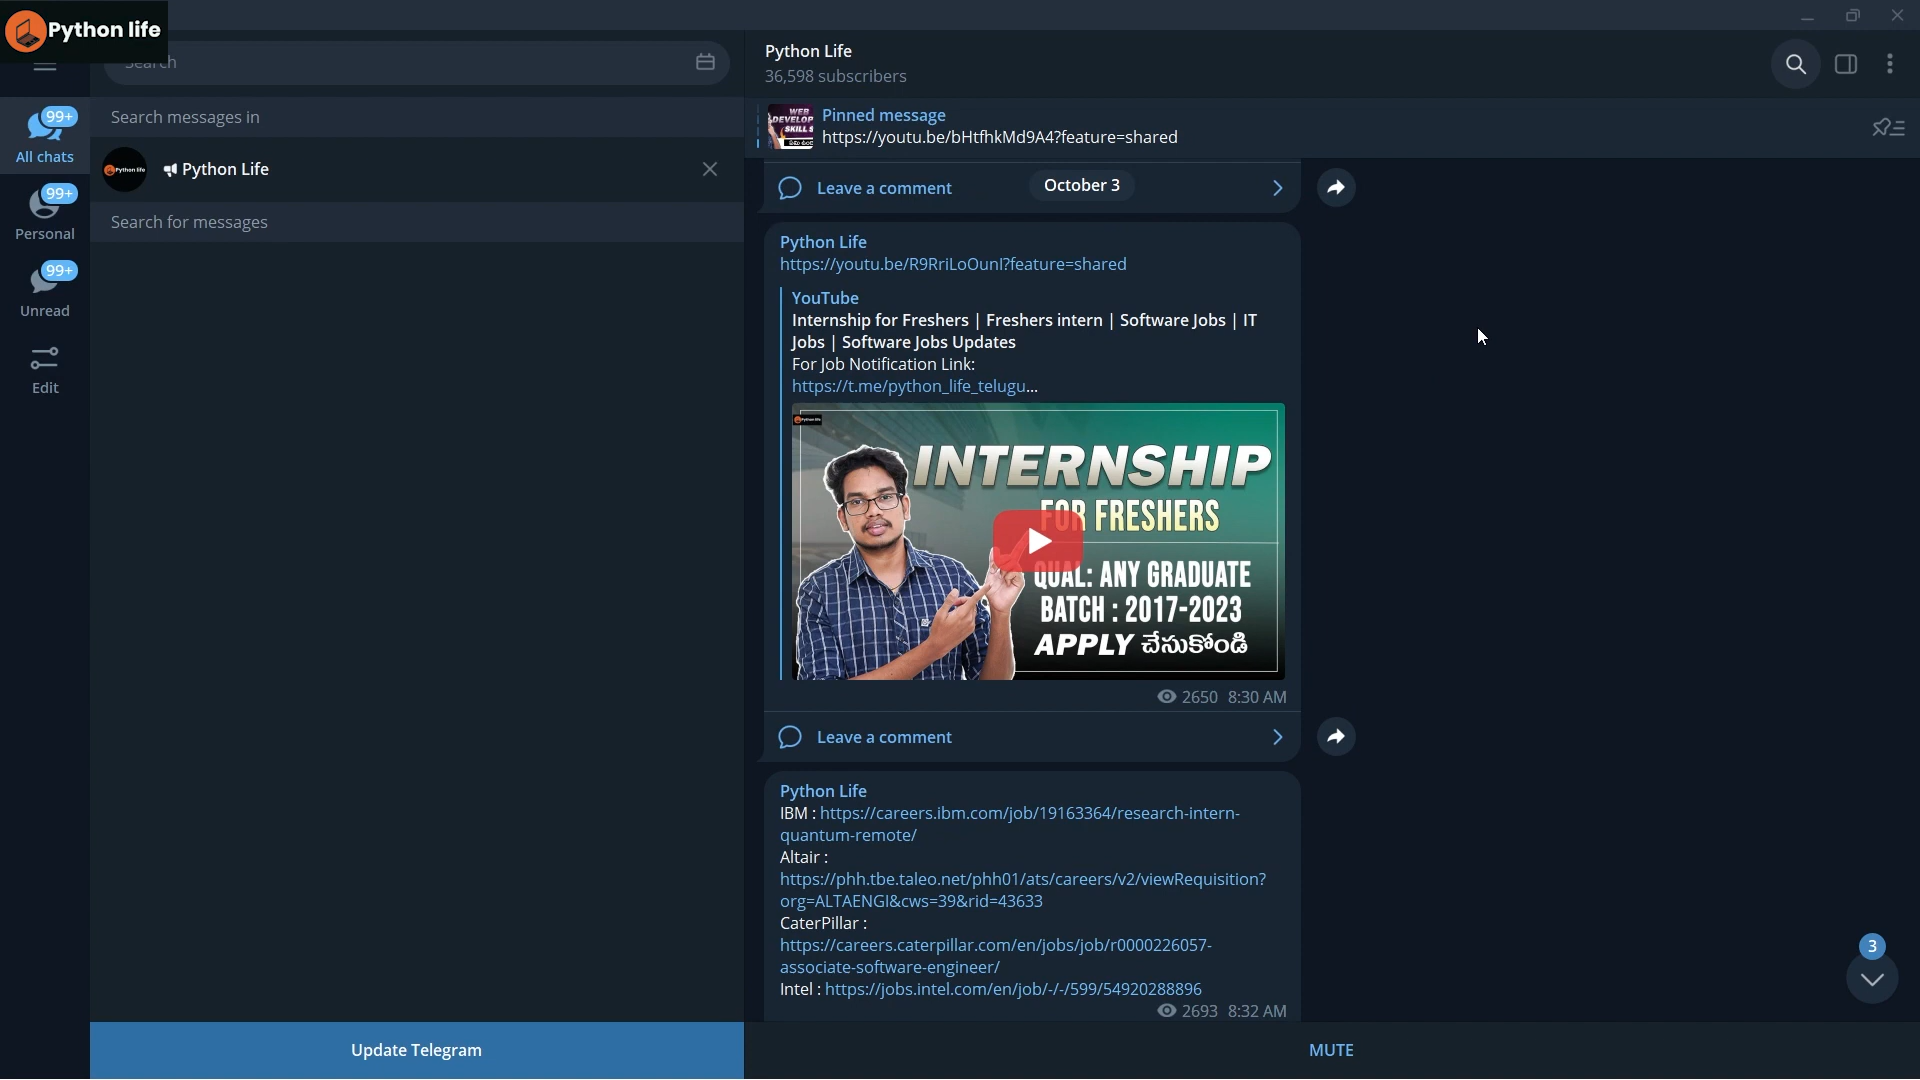 Python life
Search
Search messages in
Python Life
Search for messages
99+
All chats
99+
Personal
99+
Unread
Edit
Update Telegram
Python Life
36,598 subscribers
Pinned message
https://youtu.be/bHtfhkMd9A4?feature=shared
WEB
DEVELOP
SKILLS
Leave a comment
October 3
Python Life
https://youtu.be/R9RriLoOunI?feature=shared
YouTube
Internship for Freshers | Freshers intern | Software Jobs | IT
Jobs | Software Jobs Updates
For Job Notification Link:
https://t.me/python_life_telugu...
INTERNSHIP
FOR FRESHERS
QUAL: ANY GRADUATE
BATCH : 2017-2023
APPLY చేసుకోండి
2650 8:30 AM
Leave a comment
Python Life
IBM : https://careers.ibm.com/job/19163364/research-intern-
quantum-remote/
Altair :
https://phh.tbe.taleo.net/phh01/ats/careers/v2/viewRequisition?
org=ALTAENGI&cws=39&rid=43633
CaterPillar :
https://careers.caterpillar.com/en/jobs/job/r0000226057-
associate-software-engineer/
Intel : https://jobs.intel.com/en/job/-/-/599/54920288896
2693 8:32 AM
3
MUTE